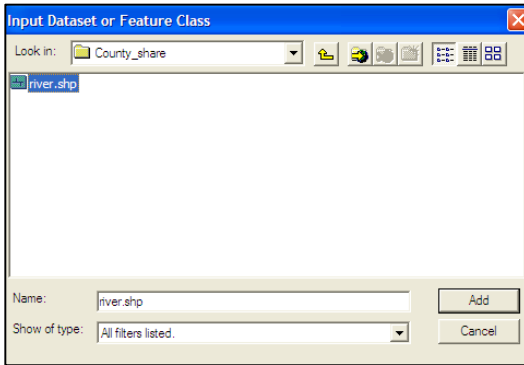 Input Dataset or Feature Class
Look in: County_share
river.shp
Name: river.shp Add
Show of type: All filters listed. Cancel